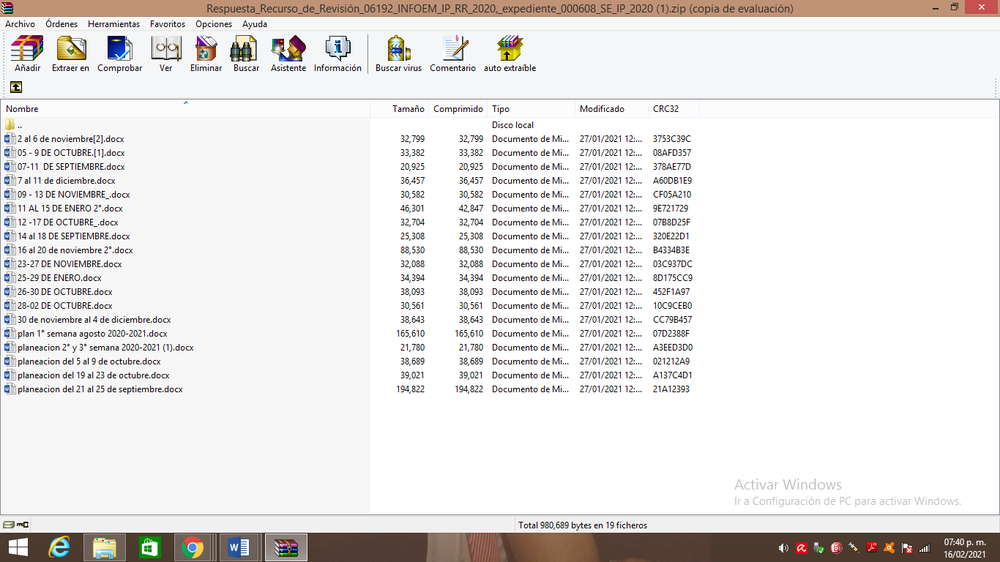 Respuesta_Recurso_de_Revisión_06192_INFOEM_IP_RR_2020,_expediente_000608_SE_IP_2020 (1).zip (copia de evaluación)
Archivo Órdenes Herramientas Favoritos Opciones Ayuda
Añadir Extraer en Comprobar Ver Eliminar Buscar Asistente Información Buscar virus Comentario auto extraíble
Nombre Tamaño Comprimido Tipo Modificado CRC32
.. Disco local
2 al 6 de noviembre[2].docx 32,799 32,799 Documento de Mi... 27/01/2021 12:... 3753C39C
05 - 9 DE OCTUBRE.[1].docx 33,382 33,382 Documento de Mi... 27/01/2021 12:... 08AFD357
07-11  DE SEPTIEMBRE.docx 20,925 20,925 Documento de Mi... 27/01/2021 12:... 378AE77D
7 al 11 de diciembre.docx 36,457 36,457 Documento de Mi... 27/01/2021 12:... A60DB1E9
09 - 13 DE NOVIEMBRE_.docx 30,582 30,582 Documento de Mi... 27/01/2021 12:... CF05A210
11 AL 15 DE ENERO 2°.docx 46,301 42,847 Documento de Mi... 27/01/2021 12:... 9E721729
12 -17 DE OCTUBRE_.docx 32,704 32,704 Documento de Mi... 27/01/2021 12:... 07B8D25F
14 al 18 DE SEPTIEMBRE.docx 25,308 25,308 Documento de Mi... 27/01/2021 12:... 320E22D1
16 al 20 de noviembre 2°.docx 88,530 88,530 Documento de Mi... 27/01/2021 12:... B4334B3E
23-27 DE NOVIEMBRE.docx 32,088 32,088 Documento de Mi... 27/01/2021 12:... 03C937DC
25-29 DE ENERO.docx 34,394 34,394 Documento de Mi... 27/01/2021 12:... 8D175CC9
26-30 DE OCTUBRE.docx 38,093 38,093 Documento de Mi... 27/01/2021 12:... 452F1A97
28-02 DE OCTUBRE.docx 30,561 30,561 Documento de Mi... 27/01/2021 12:... 10C9CEB0
30 de noviembre al 4 de diciembre.docx 38,643 38,643 Documento de Mi... 27/01/2021 12:... CC79B457
plan 1° semana agosto 2020-2021.docx 165,610 165,610 Documento de Mi... 27/01/2021 12:... 07D2388F
planeacion 2° y 3° semana 2020-2021 (1).docx 21,780 21,780 Documento de Mi... 27/01/2021 12:... A3EED3D0
planeacion del 5 al 9 de octubre.docx 38,689 38,689 Documento de Mi... 27/01/2021 12:... 021212A9
planeacion del 19 al 23 de octubre.docx 39,021 39,021 Documento de Mi... 27/01/2021 12:... A137C4D1
planeacion del 21 al 25 de septiembre.docx 194,822 194,822 Documento de Mi... 27/01/2021 12:... 21A12393
Activar Windows
Ir a Configuración de PC para activar Windows.
Total 980,689 bytes en 19 ficheros
07:40 p. m.
16/02/2021